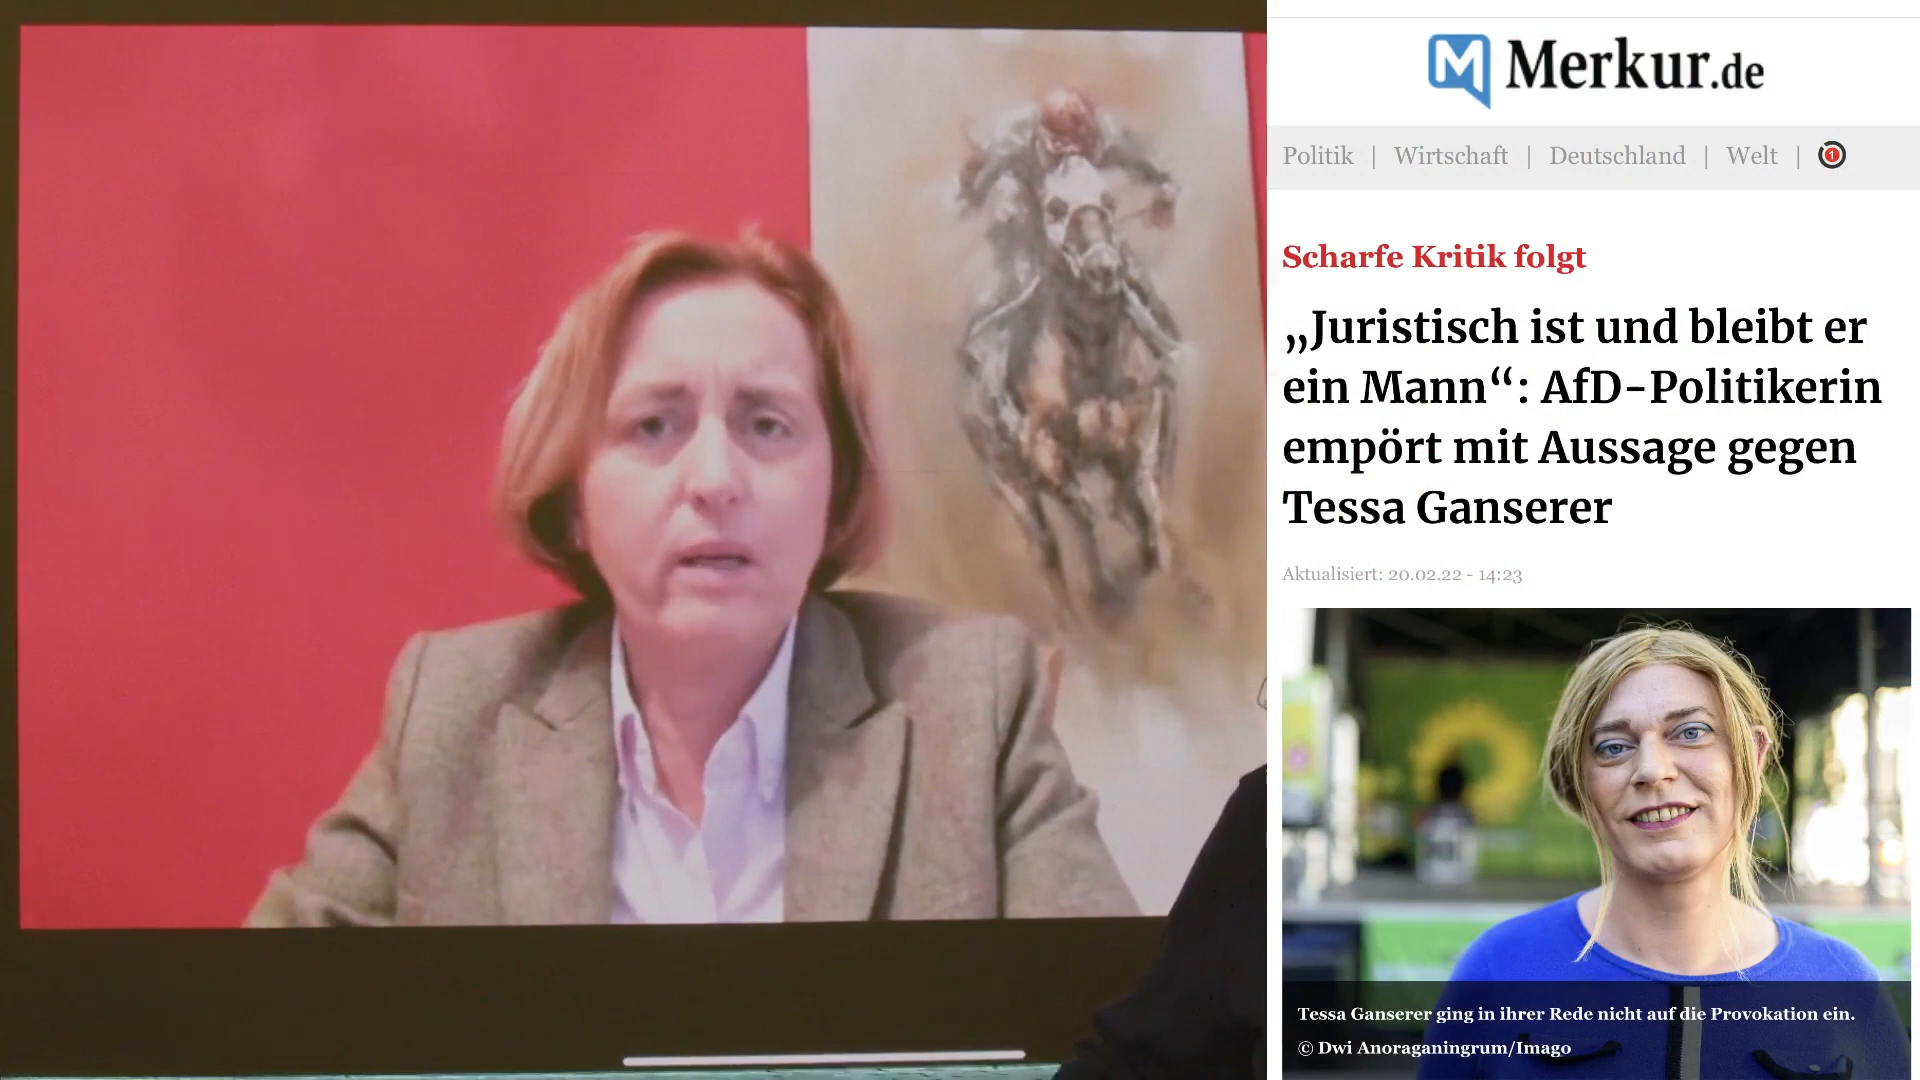 Merkur.de
Politik | Wirtschaft | Deutschland | Welt | 1
Scharfe Kritik folgt
„Juristisch ist und bleibt er
ein Mann“: AfD-Politikerin
empört mit Aussage gegen
Tessa Ganserer
Aktualisiert: 20.02.22 - 14:23
Tessa Ganserer ging in ihrer Rede nicht auf die Provokation ein.
© Dwi Anoraganingrum/Imago